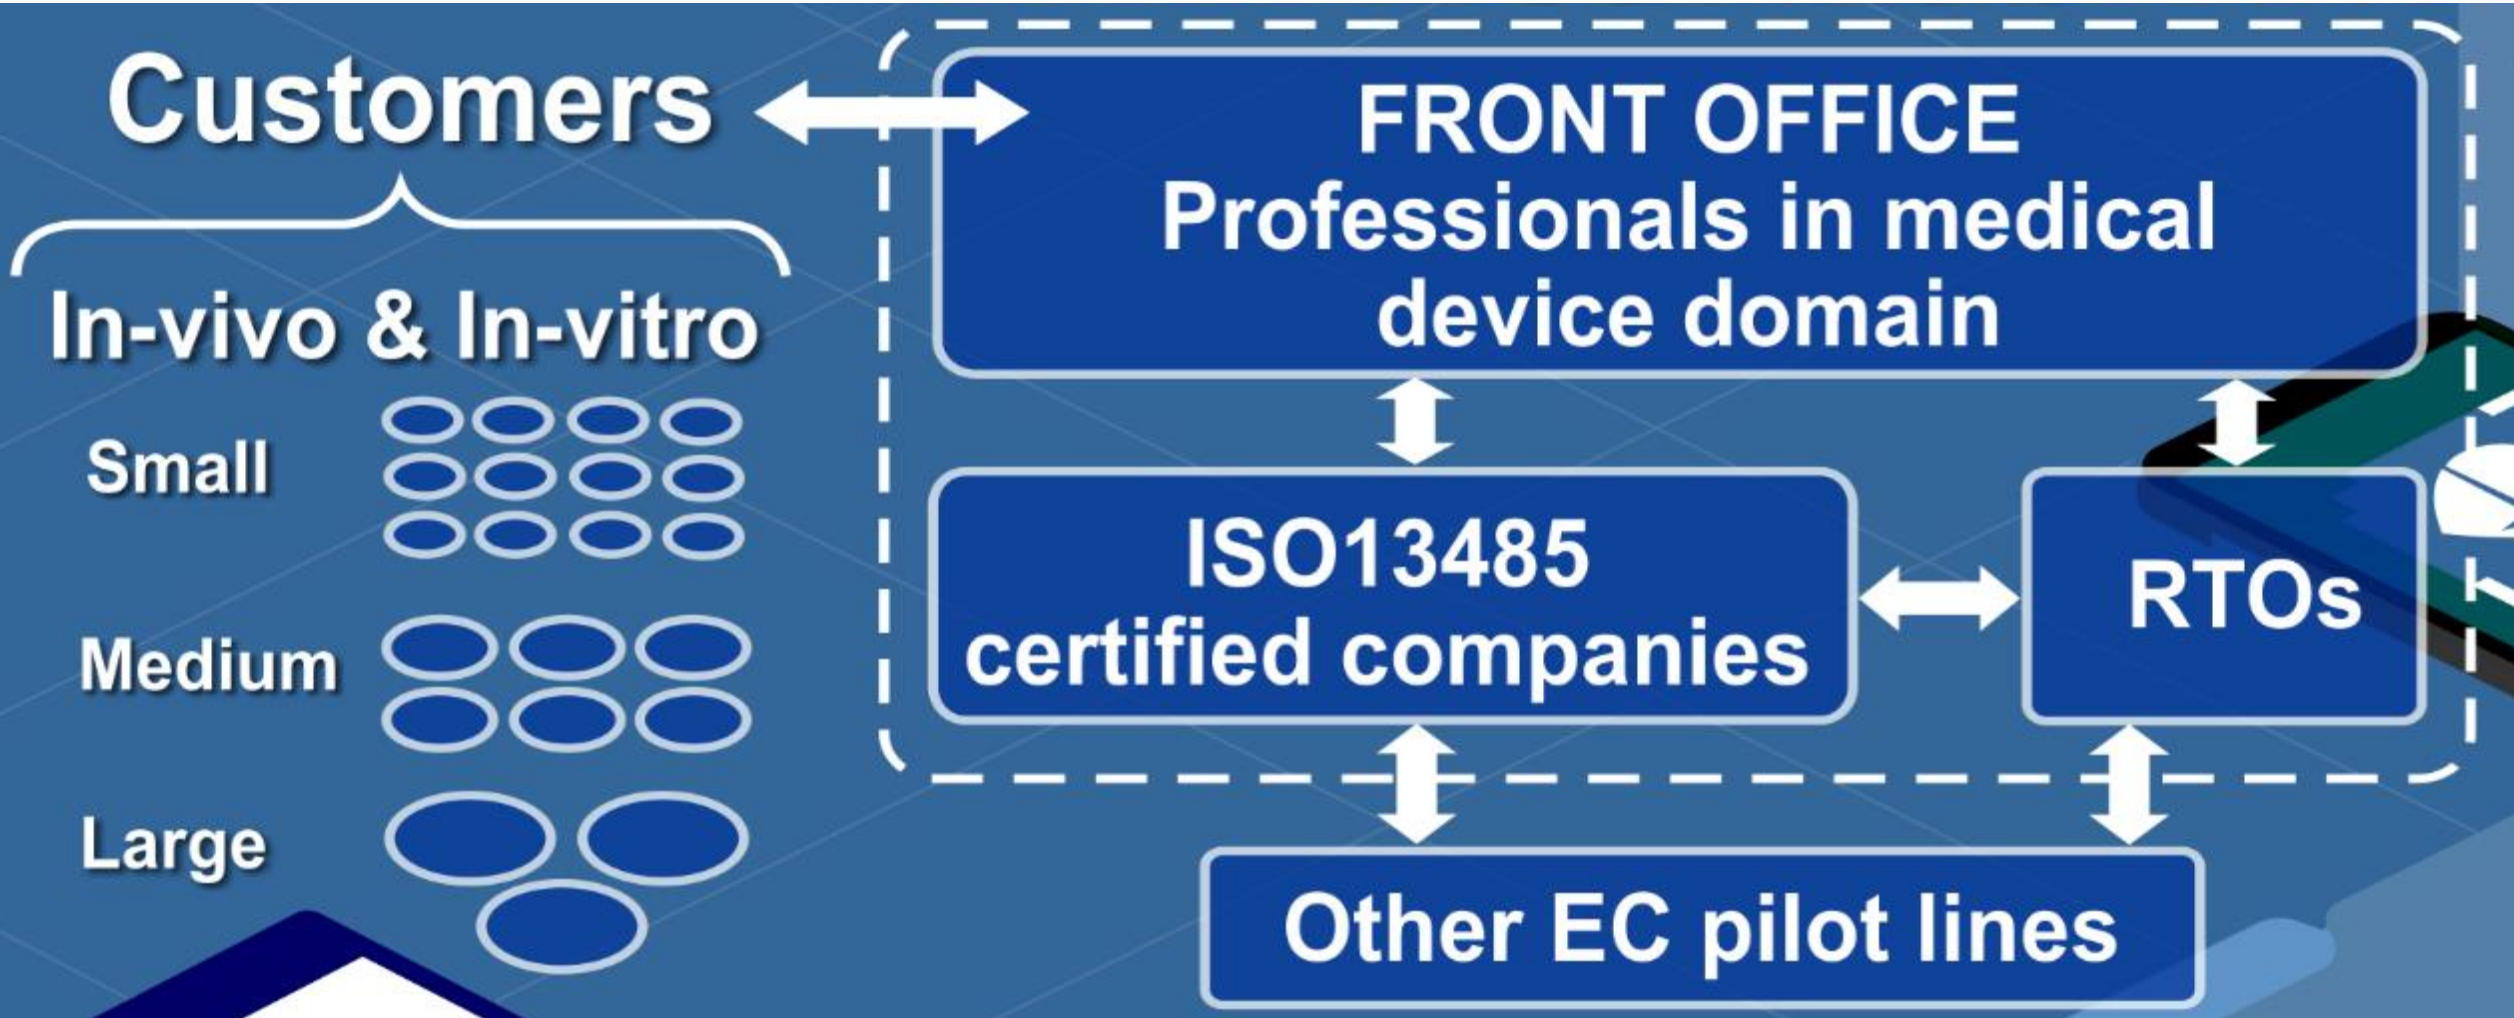 Customers
In-vivo & In-vitro
Small
Medium
Large
FRONT OFFICE
Professionals in medical
device domain
ISO13485
certified companies
RTOs
Other EC pilot lines